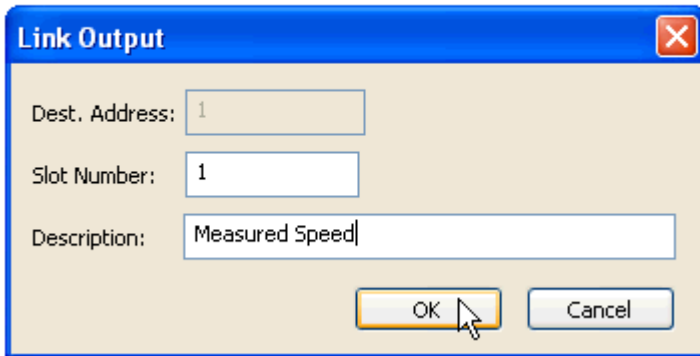 Link Output
Dest. Address: 1
Slot Number: 1
Description: Measured Speed
OK Cancel